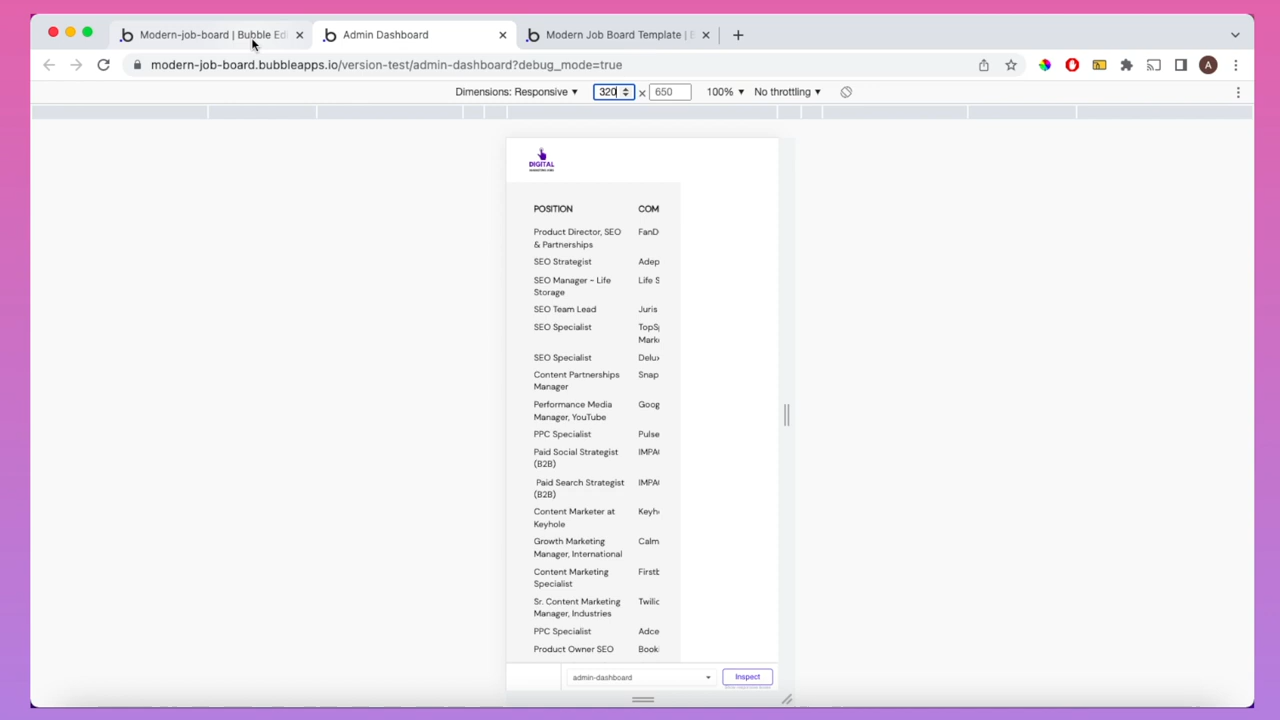 Modern-job-board | Bubble Edi
Admin Dashboard
Modern Job Board Template | B
modern-job-board.bubbleapps.io/version-test/admin-dashboard?debug_mode=true
A
Dimensions: Responsive 320 × 650 100% No throttling
DIGITAL
POSITION COM
Product Director, SEO FanD
& Partnerships
SEO Strategist Adep
SEO Manager - Life Life S
Storage
SEO Team Lead Juris
SEO Specialist TopSp
Marke
SEO Specialist Delux
Content Partnerships Snap
Manager
Performance Media Goog
Manager, YouTube
PPC Specialist Pulse
Paid Social Strategist IMPA
(B2B)
Paid Search Strategist IMPA
(B2B)
Content Marketer at Keyh
Keyhole
Growth Marketing Calm
Manager, International
Content Marketing Firstb
Specialist
Sr. Content Marketing Twilio
Manager, Industries
PPC Specialist Adce
Product Owner SEO Book
admin-dashboard Inspect